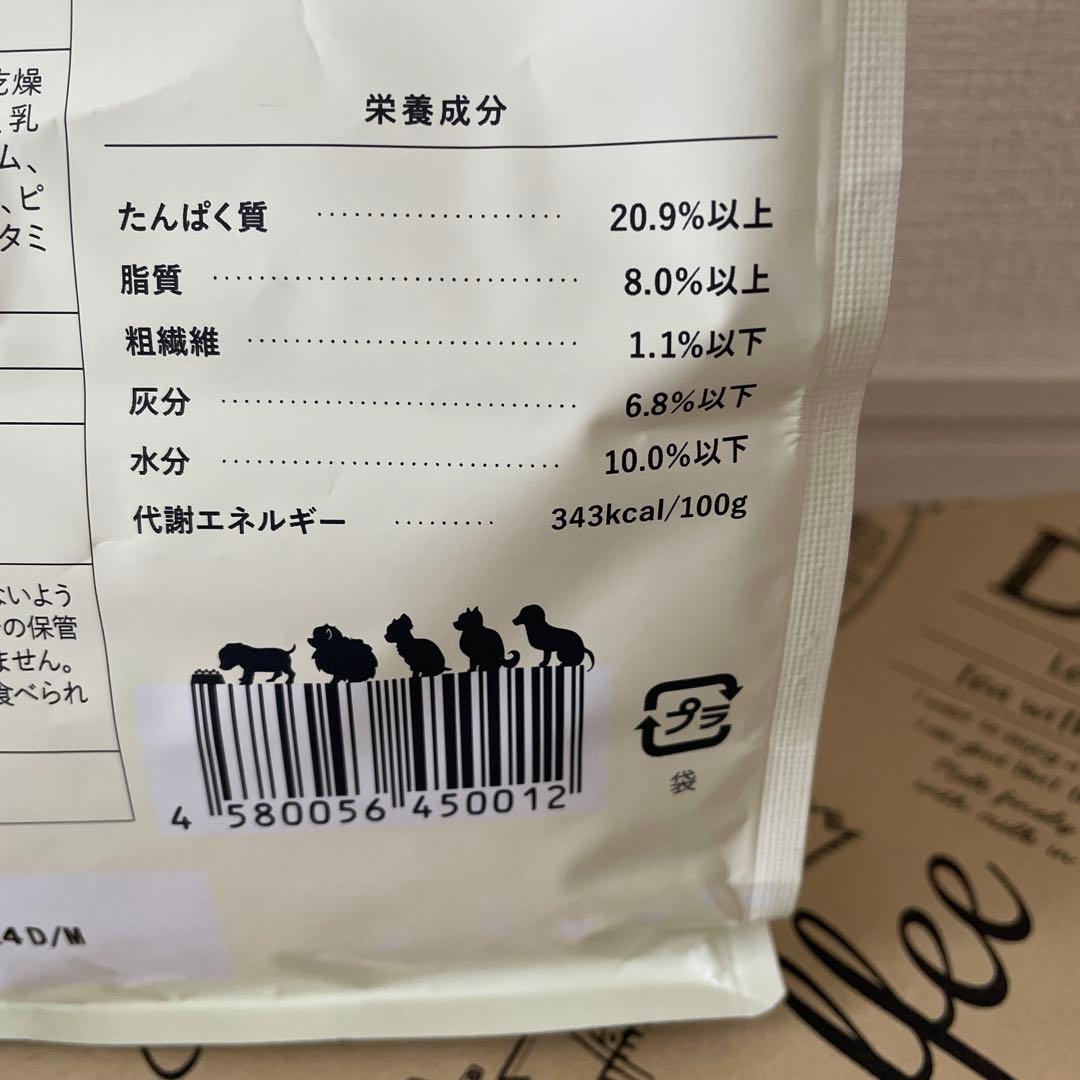 乾燥
、乳
ム、
、ピ
タミ
ないよう
の保管
ません。
食べられ
4D/M
栄養成分
たんぱく質 ........................ 20.9%以上
脂質 .................................... 8.0%以上
粗繊維 ................................. 1.1%以下
灰分 .................................... 6.8%以下
水分 .................................. 10.0%以下
代謝エネルギー ......... 343kcal/100g
4 580056 450012
プラ
袋
D
Love will
ffee